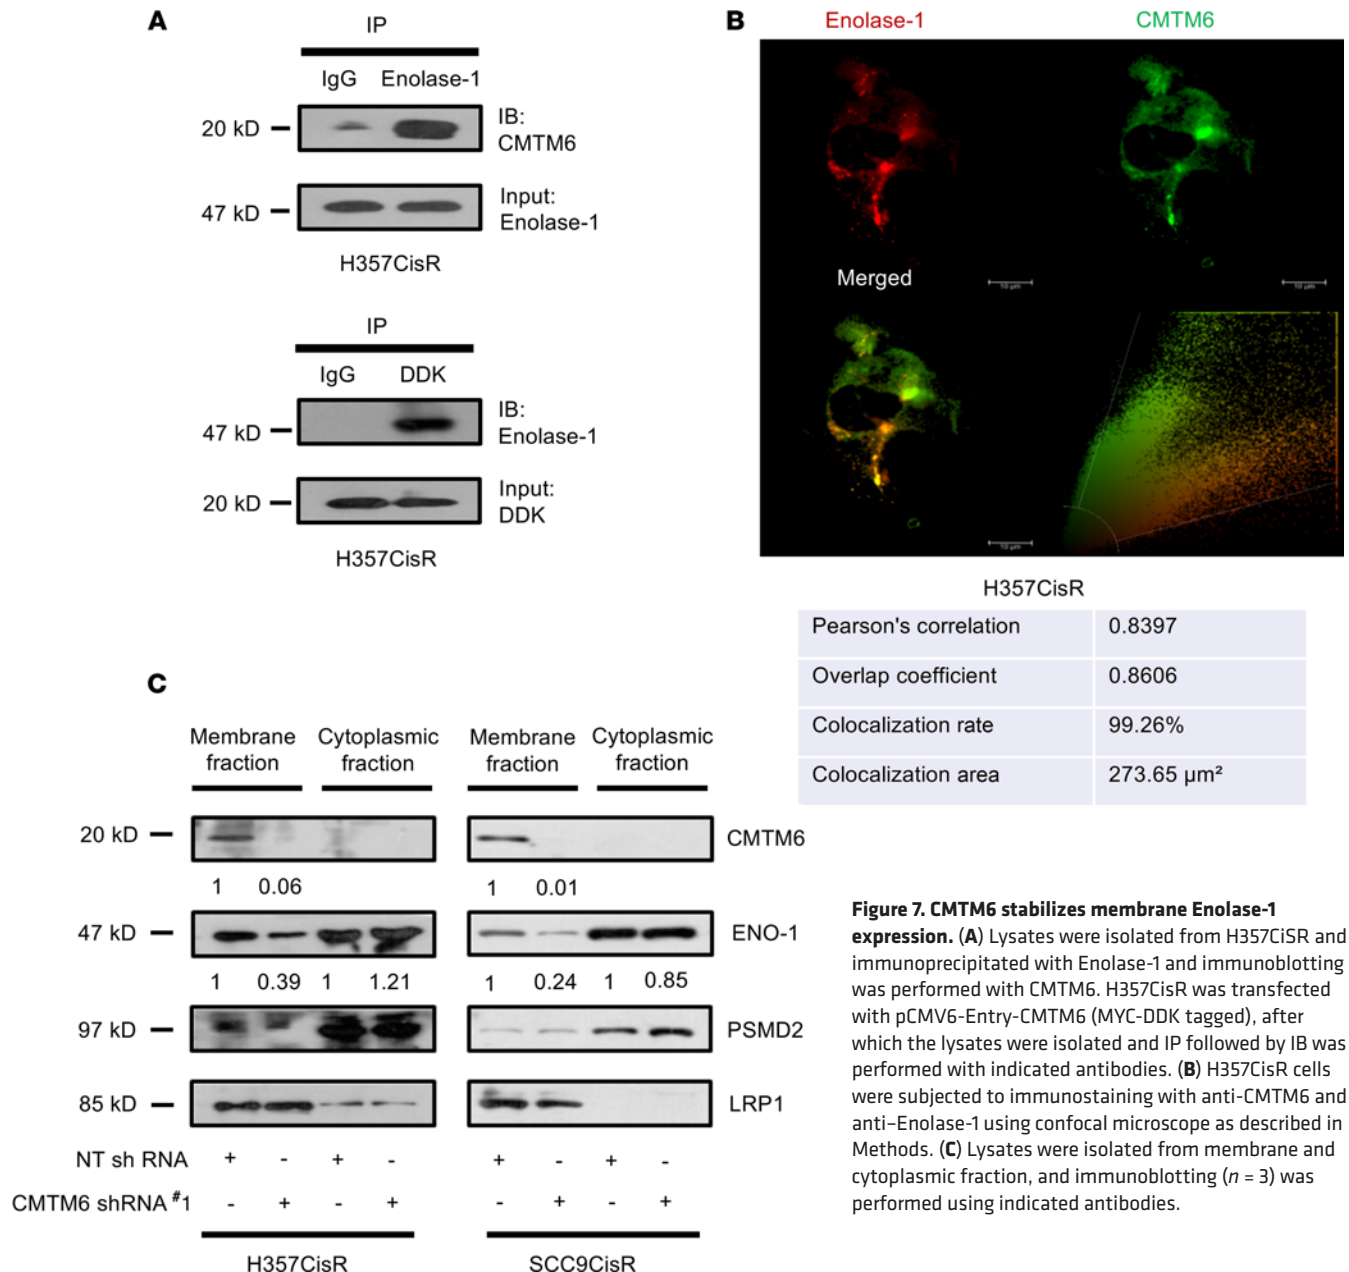 A
IP
IgG Enolase-1
20 kD
IB:
CMTM6
47 kD
Input:
Enolase-1
H357CisR
IP
IgG DDK
47 kD
IB:
Enolase-1
20 kD
Input:
DDK
H357CisR
B
Enolase-1 CMTM6
10 µm
10 µm
Merged
10 µm
H357CisR
Pearson's correlation 0.8397
Overlap coefficient 0.8606
Colocalization rate 99.26%
Colocalization area 273.65 µm²
C
Membrane fraction
Cytoplasmic fraction
Membrane fraction
Cytoplasmic fraction
20 kD CMTM6
1 0.06 1 0.01
47 kD ENO-1
1 0.39 1 1.21 1 0.24 1 0.85
97 kD PSMD2
85 kD LRP1
NT sh RNA + - + - + - + -
CMTM6 shRNA #1 - + - + - + - +
H357CisR SCC9CisR
Figure 7. CMTM6 stabilizes membrane Enolase-1
expression. (A) Lysates were isolated from H357CiSR and
immunoprecipitated with Enolase-1 and immunoblotting
was performed with CMTM6. H357CisR was transfected
with pCMV6-Entry-CMTM6 (MYC-DDK tagged), after
which the lysates were isolated and IP followed by IB was
performed with indicated antibodies. (B) H357CisR cells
were subjected to immunostaining with anti-CMTM6 and
anti–Enolase-1 using confocal microscope as described in
Methods. (C) Lysates were isolated from membrane and
cytoplasmic fraction, and immunoblotting (n = 3) was
performed using indicated antibodies.